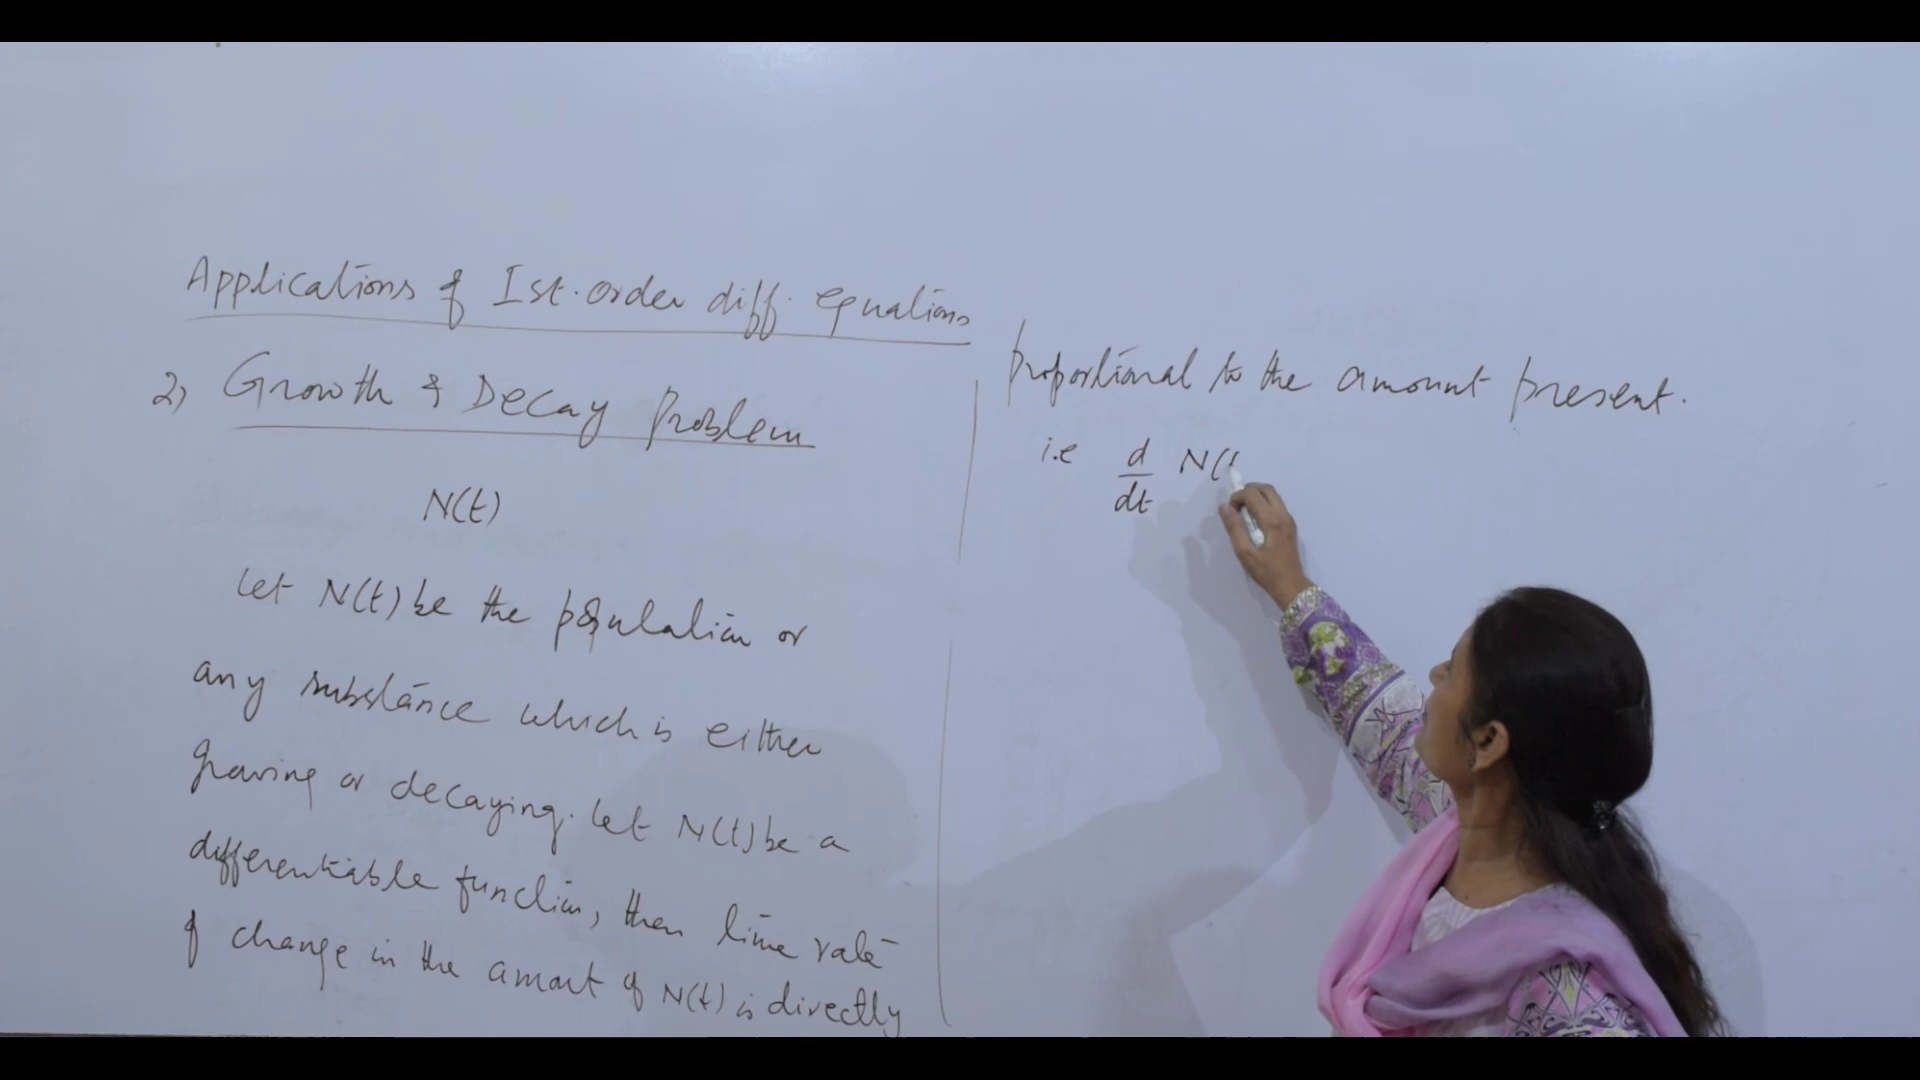 Applications of Ist. order diff. equations
2) Growth & Decay Problem
N(t)
Let N(t) be the population or
any substance which is either
growing or decaying. Let N(t) be a
differentiable function, then time rate
of change in the amout of N(t) is directly
proportional to the amount present.
i.e d/dt N(t